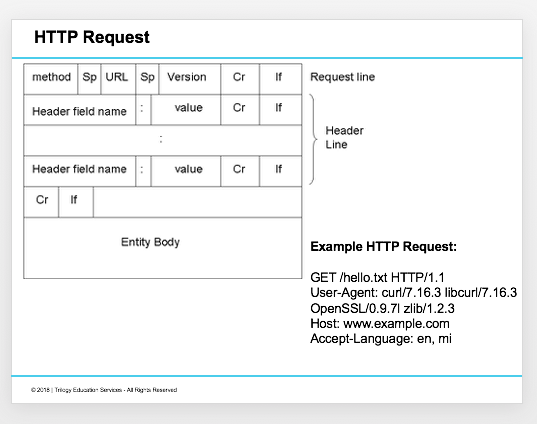 HTTP Request
method Sp URL Sp Version Cr lf Request line
Header field name : value Cr lf
:
Header
Line
Header field name : value Cr lf
Cr lf
Entity Body
Example HTTP Request:
GET /hello.txt HTTP/1.1
User-Agent: curl/7.16.3 libcurl/7.16.3
OpenSSL/0.9.7l zlib/1.2.3
Host: www.example.com
Accept-Language: en, mi
© 2018 | Trilogy Education Services - All Rights Reserved